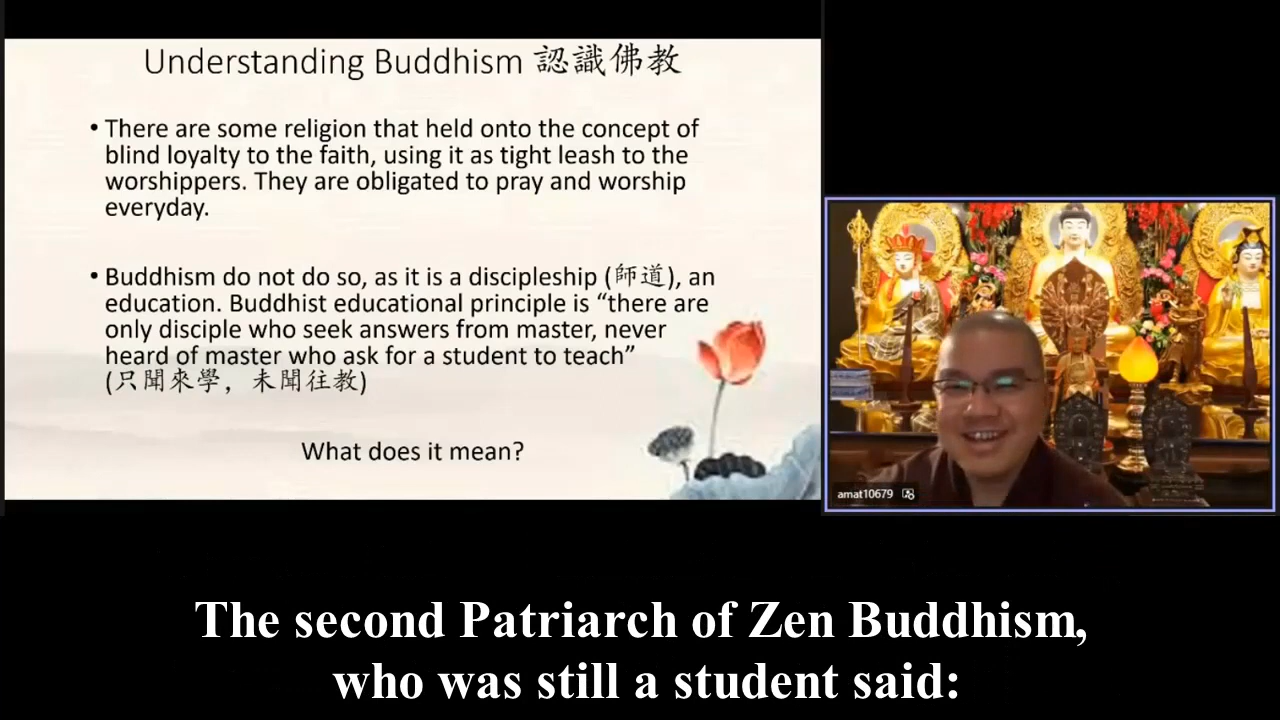 Understanding Buddhism 認識佛教
• There are some religion that held onto the concept of
blind loyalty to the faith, using it as tight leash to the
worshippers. They are obligated to pray and worship
everyday.
• Buddhism do not do so, as it is a discipleship (師道), an
education. Buddhist educational principle is “there are
only disciple who seek answers from master, never
heard of master who ask for a student to teach”
(只聞來學，未聞往教)
What does it mean?
amat10679
The second Patriarch of Zen Buddhism,
who was still a student said: